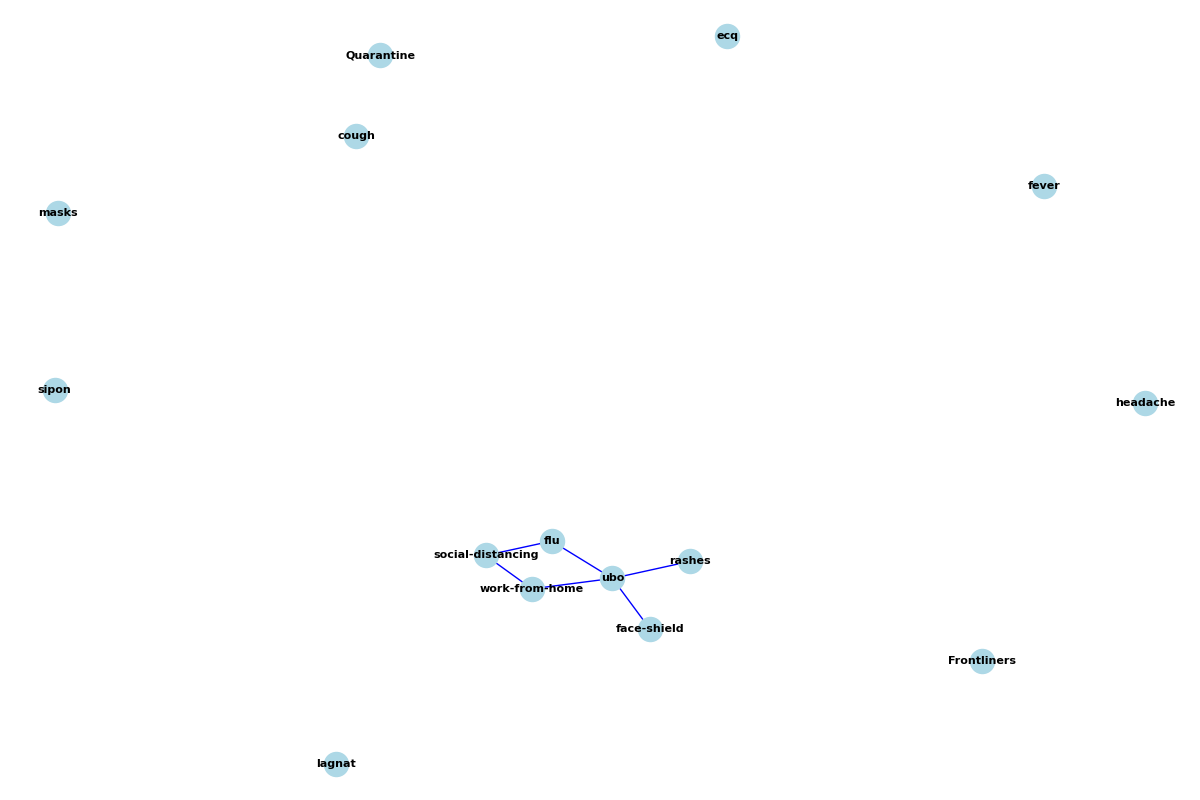 ecq
Quarantine
cough
fever
masks
sipon
headache
flu
social-distancing
rashes
ubo
work-from-home
face-shield
Frontliners
lagnat